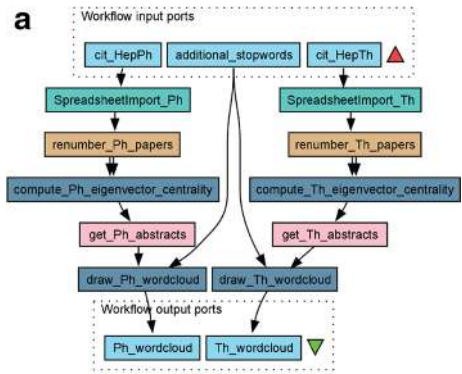 a
Workflow input ports
cit_HepPh additional_stopwords cit_HepTh
SpreadsheetImport_Ph SpreadsheetImport_Th
renumber_Ph_papers renumber_Th_papers
compute_Ph_eigenvector_centrality compute_Th_eigenvector_centrality
get_Ph_abstracts get_Th_abstracts
draw_Ph_wordcloud draw_Th_wordcloud
Workflow output ports
Ph_wordcloud Th_wordcloud